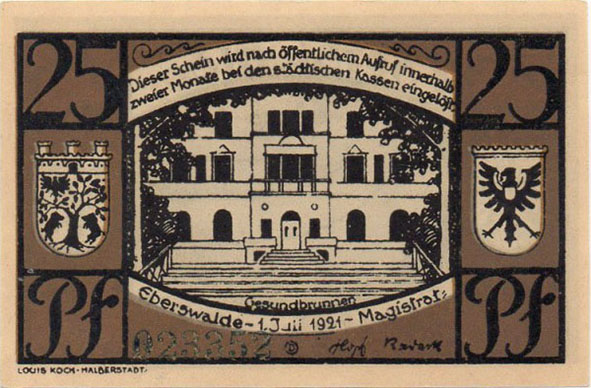 25
25
Dieser Schein wird nach öffentlichem Aufruf innerhalb
zweier Monate bei den städtischen Kassen eingelöst
Gesundbrunnen
Eberswalde - 1. Juli 1921 - Magistrat:
Pf
Pf
023352
LOUIS KOCH - HALBERSTADT.